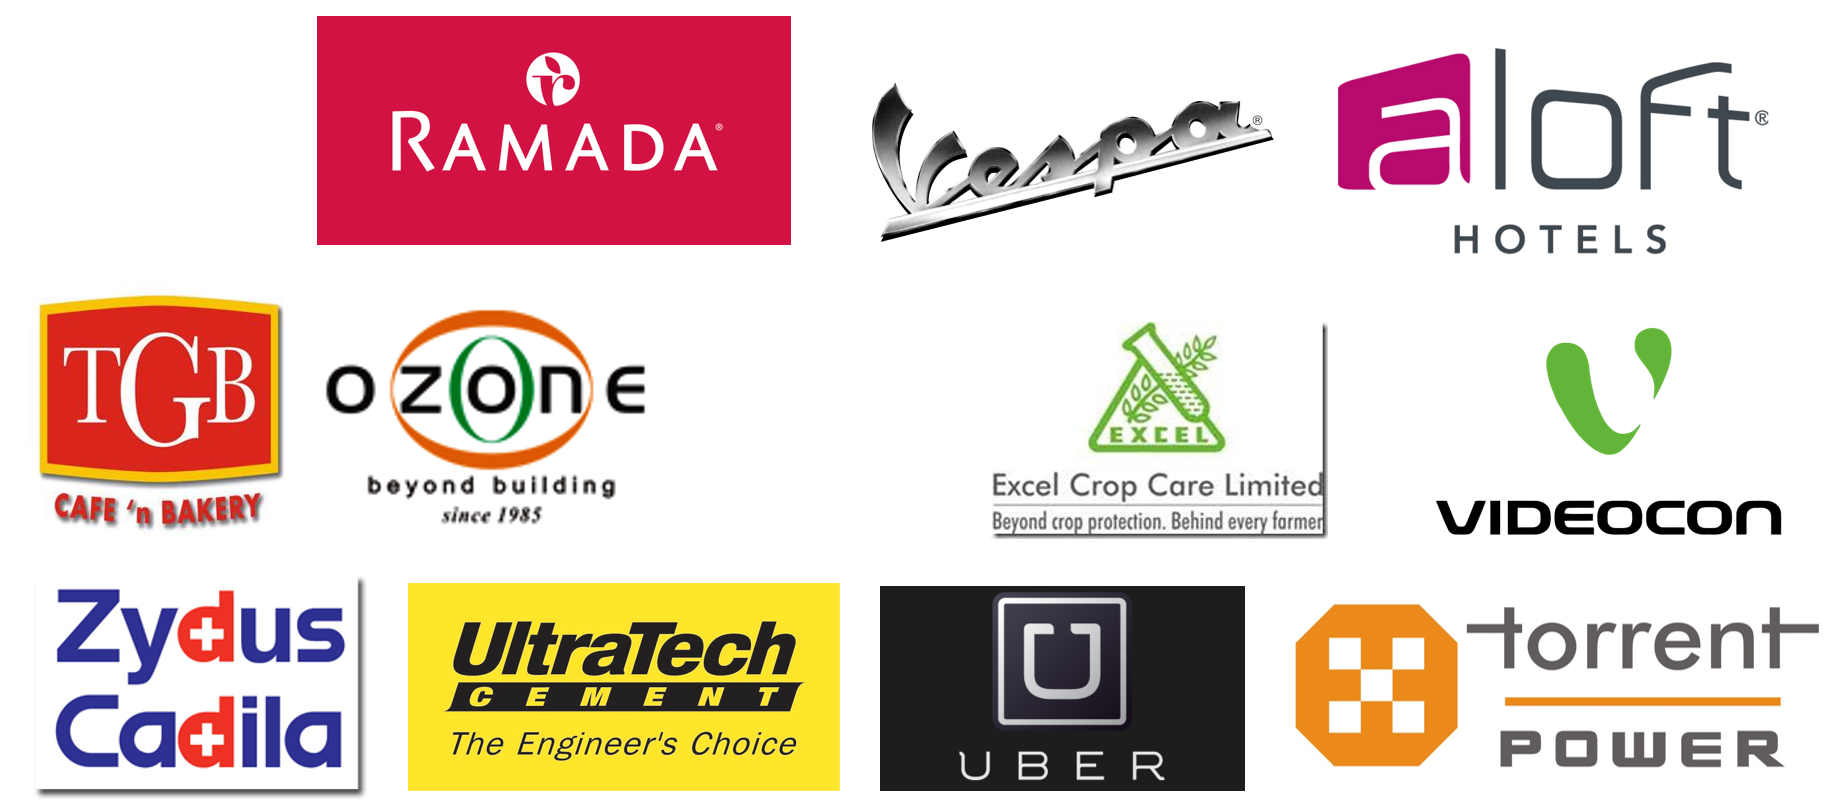 r
RAMADA®
Vespa®
aloft®
HOTELS
TGB
CAFE 'n BAKERY
OZONE
beyond building
since 1985
EXCEL
Excel Crop Care Limited
Beyond crop protection. Behind every farmer
VIDEOCON
Zydus
Cadila
UltraTech
CEMENT
The Engineer's Choice
U
UBER
torrent
POWER